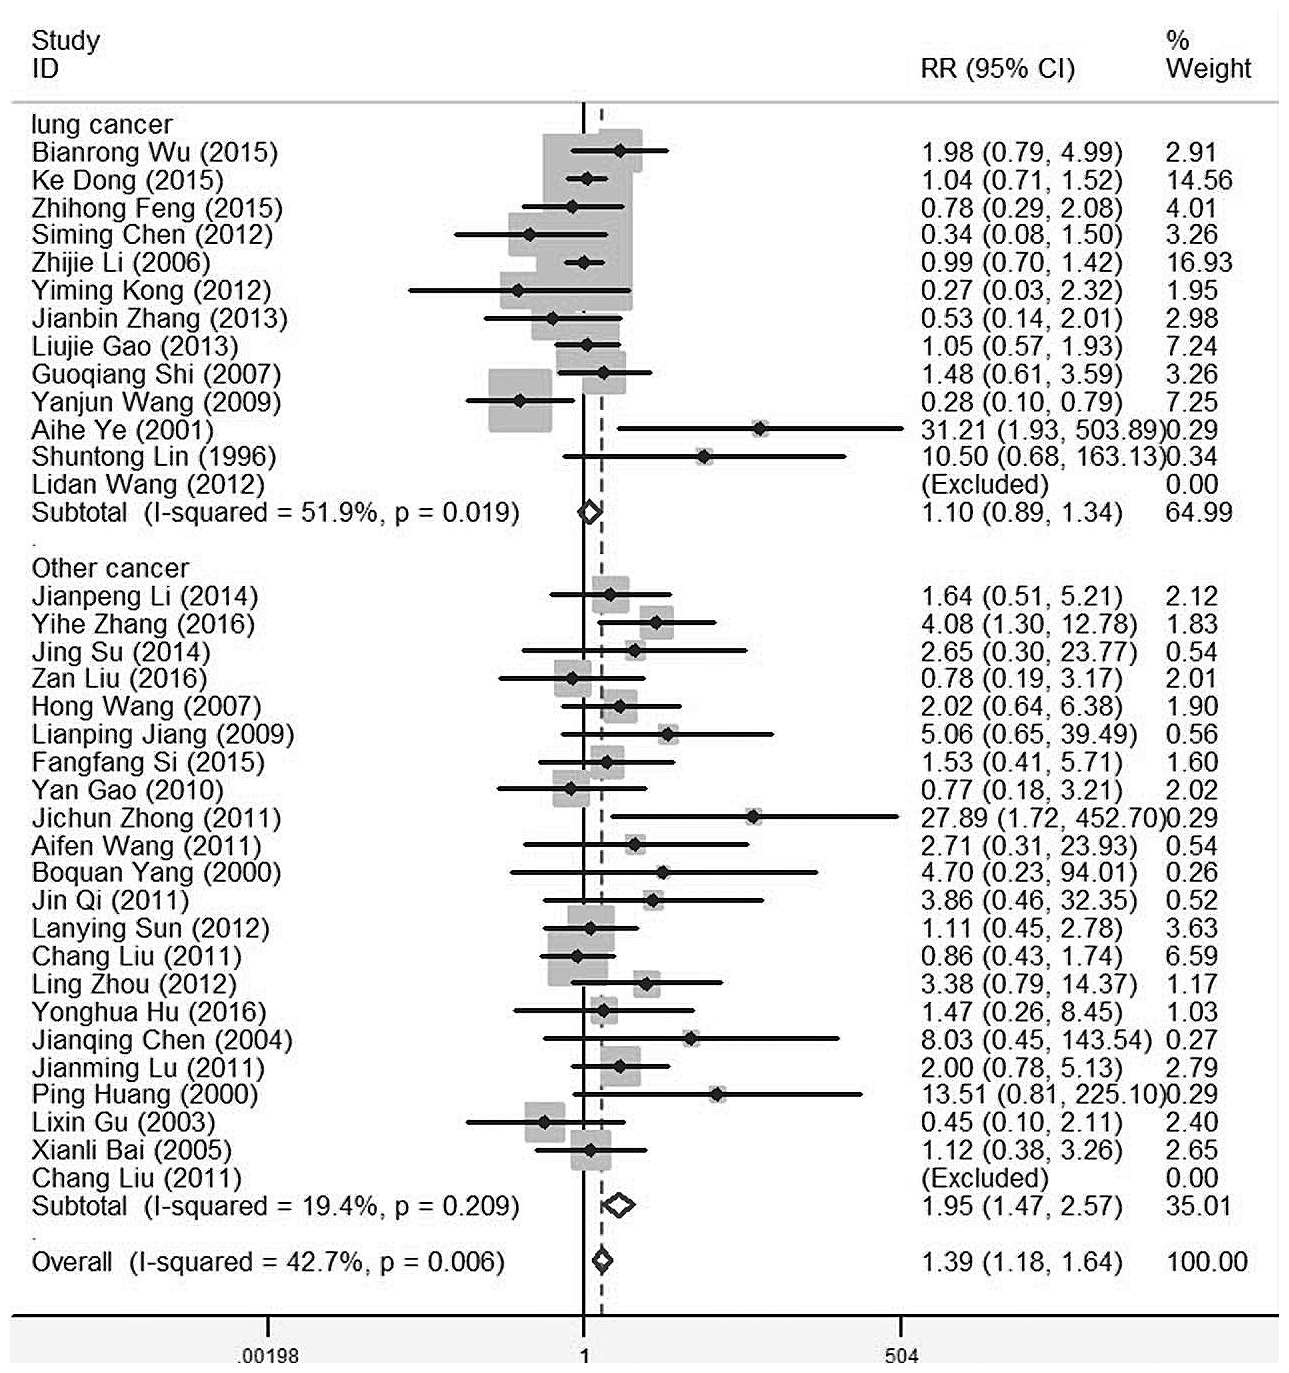 Study %
ID RR (95% CI) Weight
lung cancer
Bianrong Wu (2015) 1.98 (0.79, 4.99) 2.91
Ke Dong (2015) 1.04 (0.71, 1.52) 14.56
Zhihong Feng (2015) 0.78 (0.29, 2.08) 4.01
Siming Chen (2012) 0.34 (0.08, 1.50) 3.26
Zhijie Li (2006) 0.99 (0.70, 1.42) 16.93
Yiming Kong (2012) 0.27 (0.03, 2.32) 1.95
Jianbin Zhang (2013) 0.53 (0.14, 2.01) 2.98
Liujie Gao (2013) 1.05 (0.57, 1.93) 7.24
Guoqiang Shi (2007) 1.48 (0.61, 3.59) 3.26
Yanjun Wang (2009) 0.28 (0.10, 0.79) 7.25
Aihe Ye (2001) 31.21 (1.93, 503.89)0.29
Shuntong Lin (1996) 10.50 (0.68, 163.13)0.34
Lidan Wang (2012) (Excluded) 0.00
Subtotal (I-squared = 51.9%, p = 0.019) 1.10 (0.89, 1.34) 64.99
.
Other cancer
Jianpeng Li (2014) 1.64 (0.51, 5.21) 2.12
Yihe Zhang (2016) 4.08 (1.30, 12.78) 1.83
Jing Su (2014) 2.65 (0.30, 23.77) 0.54
Zan Liu (2016) 0.78 (0.19, 3.17) 2.01
Hong Wang (2007) 2.02 (0.64, 6.38) 1.90
Lianping Jiang (2009) 5.06 (0.65, 39.49) 0.56
Fangfang Si (2015) 1.53 (0.41, 5.71) 1.60
Yan Gao (2010) 0.77 (0.18, 3.21) 2.02
Jichun Zhong (2011) 27.89 (1.72, 452.70)0.29
Aifen Wang (2011) 2.71 (0.31, 23.93) 0.54
Boquan Yang (2000) 4.70 (0.23, 94.01) 0.26
Jin Qi (2011) 3.86 (0.46, 32.35) 0.52
Lanying Sun (2012) 1.11 (0.45, 2.78) 3.63
Chang Liu (2011) 0.86 (0.43, 1.74) 6.59
Ling Zhou (2012) 3.38 (0.79, 14.37) 1.17
Yonghua Hu (2016) 1.47 (0.26, 8.45) 1.03
Jianqing Chen (2004) 8.03 (0.45, 143.54) 0.27
Jianming Lu (2011) 2.00 (0.78, 5.13) 2.79
Ping Huang (2000) 13.51 (0.81, 225.10)0.29
Lixin Gu (2003) 0.45 (0.10, 2.11) 2.40
Xianli Bai (2005) 1.12 (0.38, 3.26) 2.65
Chang Liu (2011) (Excluded) 0.00
Subtotal (I-squared = 19.4%, p = 0.209) 1.95 (1.47, 2.57) 35.01
.
Overall (I-squared = 42.7%, p = 0.006) 1.39 (1.18, 1.64) 100.00
.00198 1 504